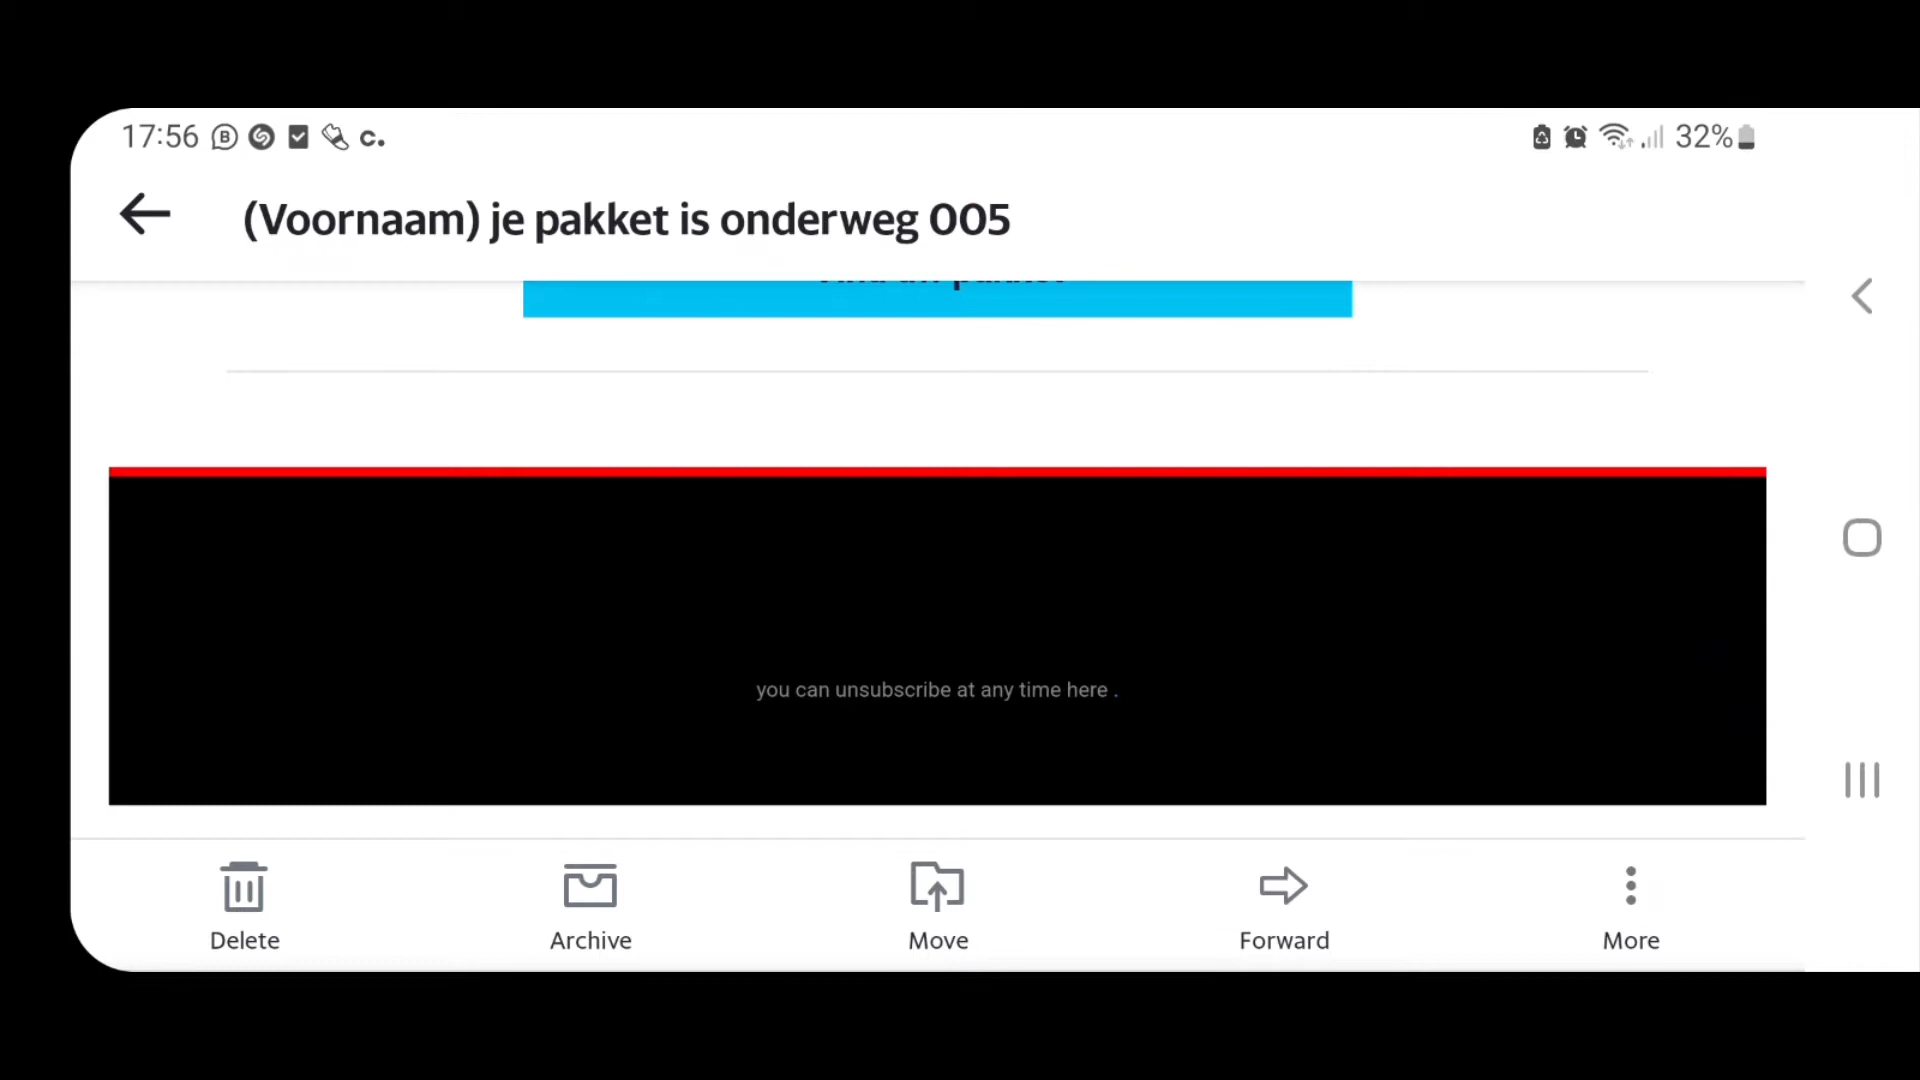 17:56
32%
(Voornaam) je pakket is onderweg 005
you can unsubscribe at any time here .
Delete
Archive
Move
Forward
More